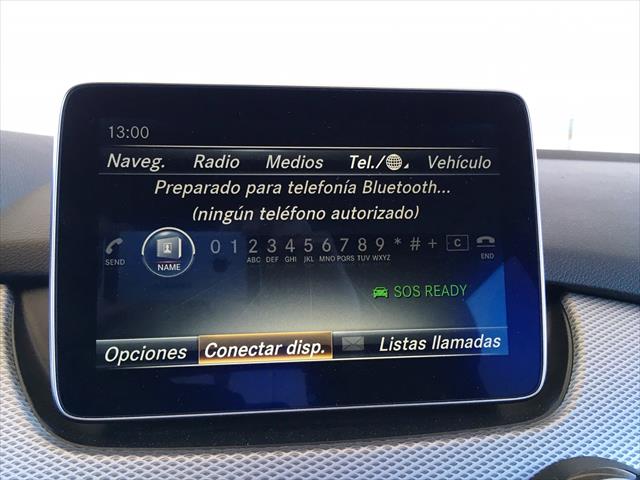 13:00
Naveg. Radio Medios Tel./ Vehículo
Preparado para telefonía Bluetooth...
(ningún teléfono autorizado)
0 1 2 3 4 5 6 7 8 9 * # + C
SEND NAME ABC DEF GHI JKL MNO PQRS TUV WXYZ END
SOS READY
Opciones Conectar disp. Listas llamadas